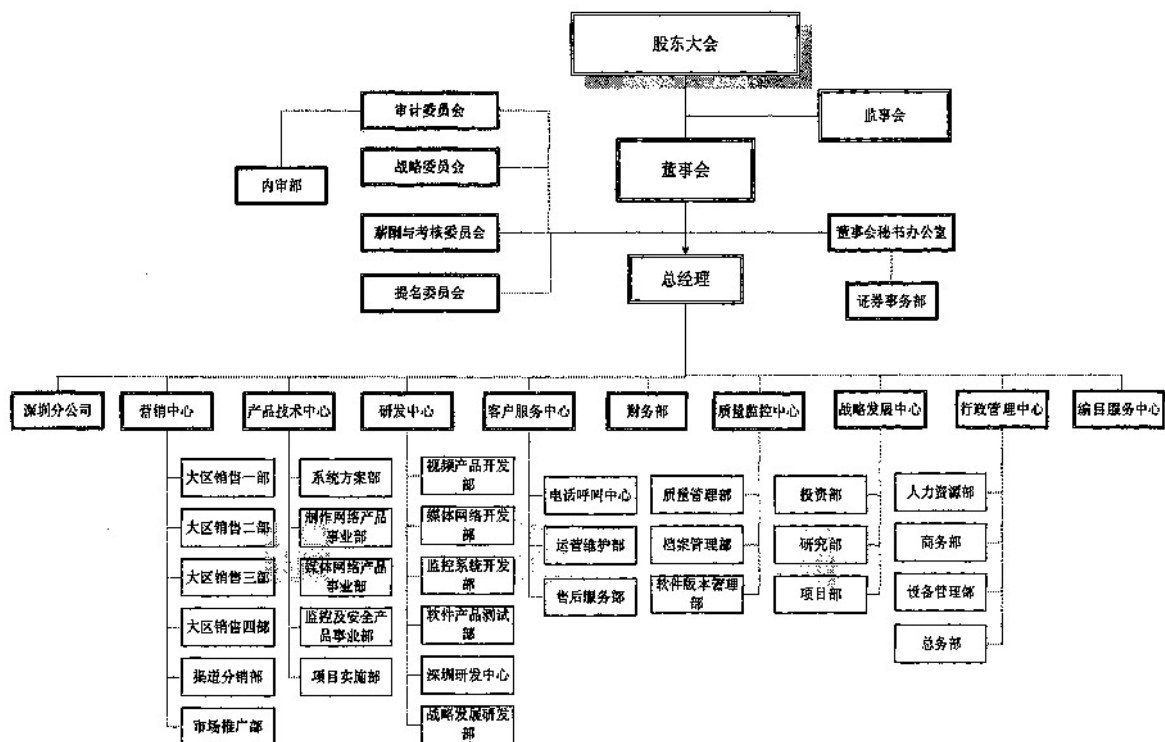 股东大会
审计委员会
监事会
战略委员会
董事会
内审部
薪酬与考核委员会
董事会秘书办公室
总经理
提名委员会
证券事务部
深圳分公司
营销中心
产品技术中心
研发中心
客户服务中心
财务部
质量监控中心
战略发展中心
行政管理中心
编目服务中心
大区销售一部
大区销售二部
大区销售三部
大区销售四部
渠道分销部
市场推广部
系统方案部
制作网络产品
事业部
媒体网络产品
事业部
监控及安全产
品事业部
项目实施部
视频产品开发
部
媒体网络开发
部
监控系统开发
部
软件产品测试
部
深圳研发中心
战略发展研发
部
电话呼叫中心
运营维护部
售后服务部
质量管理部
档案管理部
软件版本管理
部
投资部
研究部
项目部
人力资源部
商务部
设备管理部
总务部